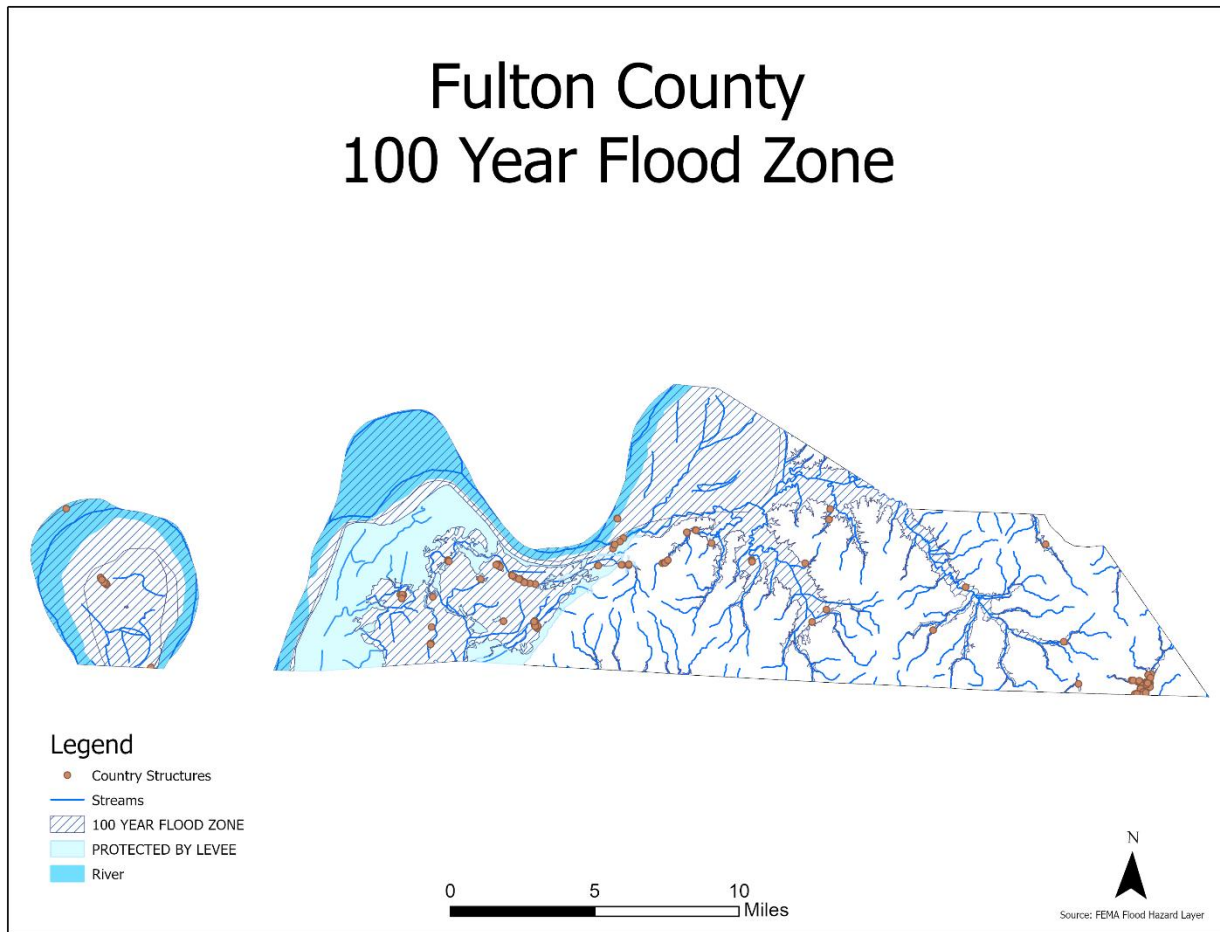 Fulton County
100 Year Flood Zone
Legend
Country Structures
Streams
100 YEAR FLOOD ZONE
PROTECTED BY LEVEE
River
0 5 10
Miles
N
Source: FEMA Flood Hazard Layer